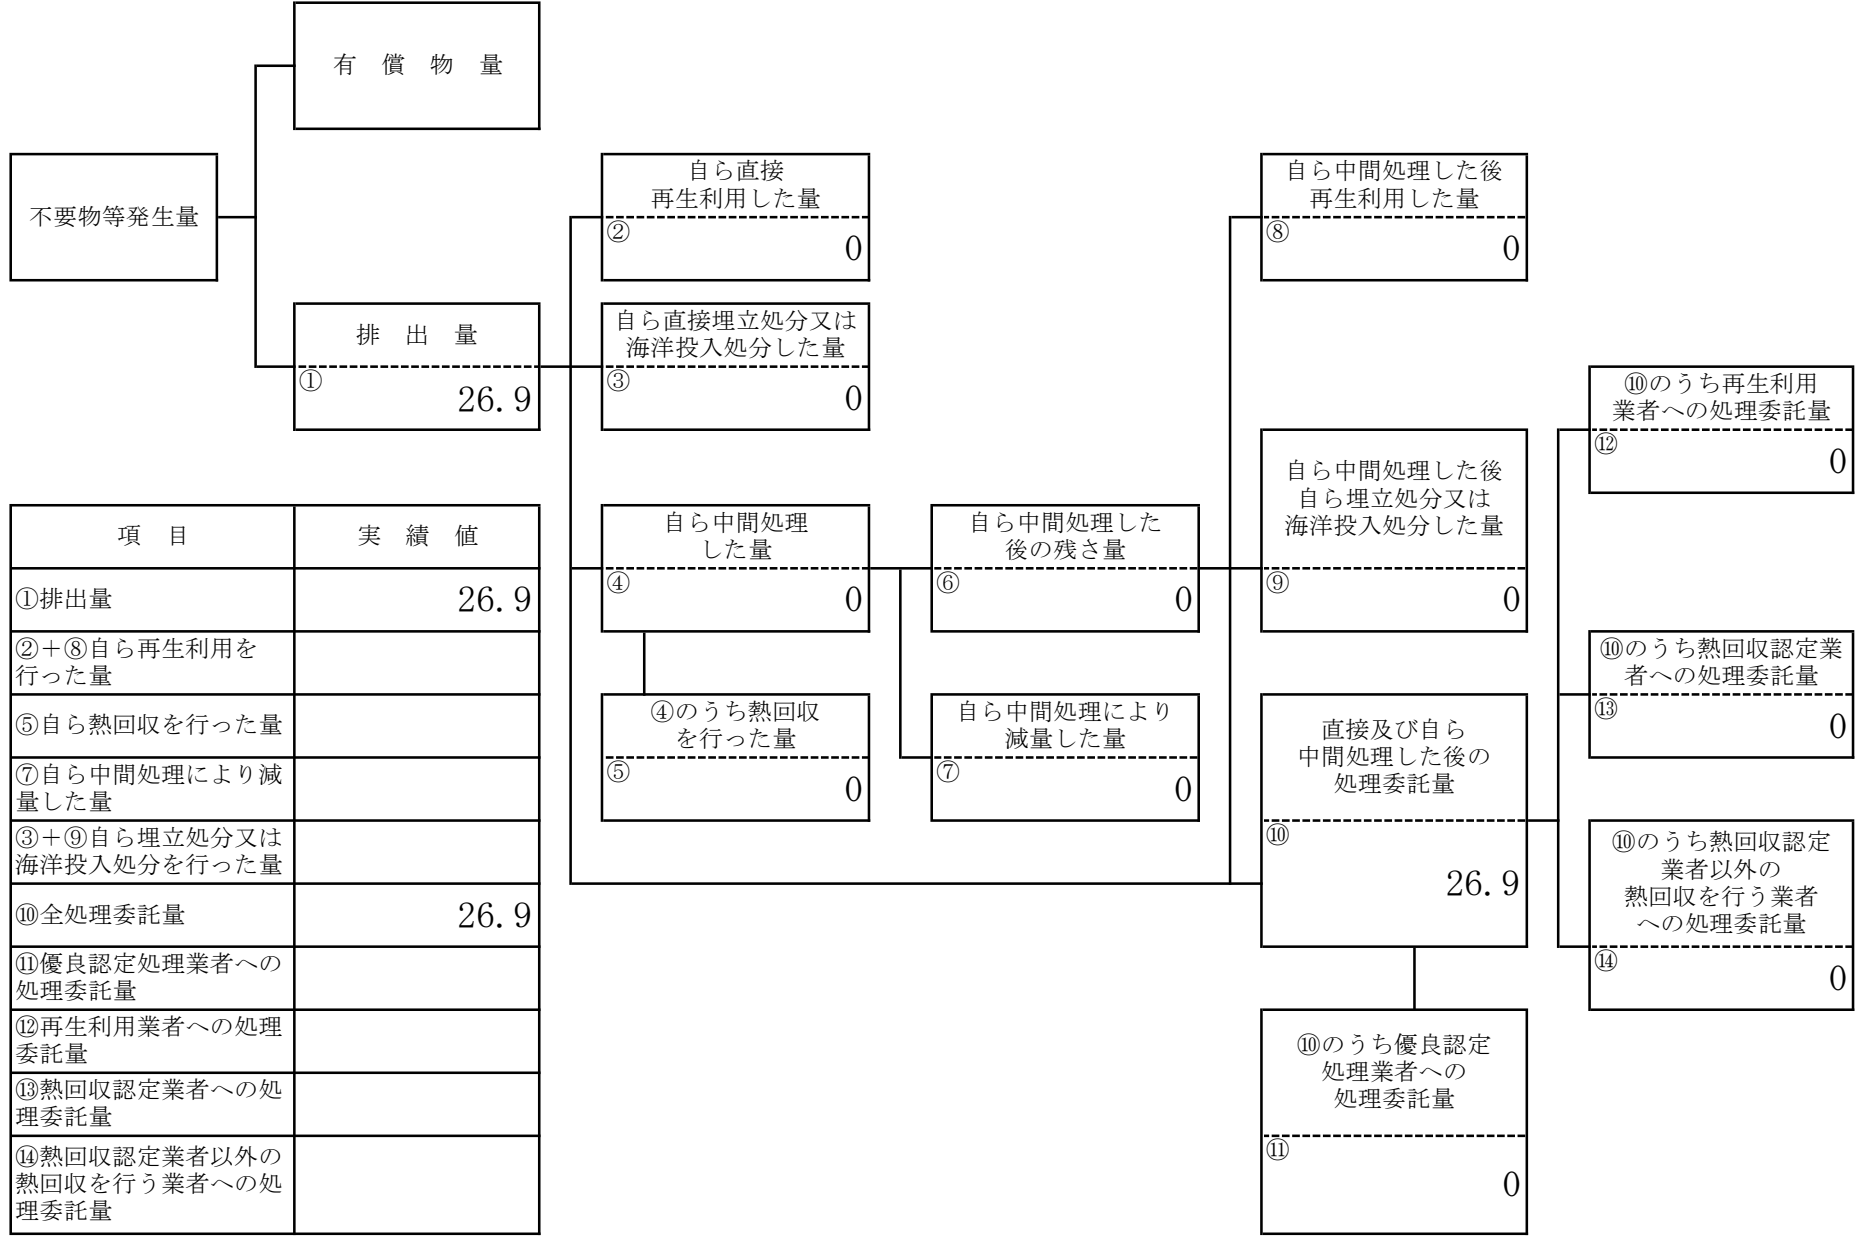 有 償 物 量
不要物等発生量
排 出 量
①
26.9
自ら直接
再生利用した量
②
0
自ら直接埋立処分又は
海洋投入処分した量
③
0
自ら中間処理
した量
④
0
④のうち熱回収
を行った量
⑤
0
自ら中間処理した
後の残さ量
⑥
0
自ら中間処理により
減量した量
⑦
0
自ら中間処理した後
再生利用した量
⑧
0
自ら中間処理した後
自ら埋立処分又は
海洋投入処分した量
⑨
0
直接及び自ら
中間処理した後の
処理委託量
⑩
26.9
⑩のうち優良認定
処理業者への
処理委託量
⑪
0
⑩のうち再生利用
業者への処理委託量
⑫
0
⑩のうち熱回収認定業
者への処理委託量
⑬
0
⑩のうち熱回収認定
業者以外の
熱回収を行う業者
への処理委託量
⑭
0
項 目 実 績 値
①排出量 26.9
②＋⑧自ら再生利用を
行った量
⑤自ら熱回収を行った量
⑦自ら中間処理により減
量した量
③＋⑨自ら埋立処分又は
海洋投入処分を行った量
⑩全処理委託量 26.9
⑪優良認定処理業者への
処理委託量
⑫再生利用業者への処理
委託量
⑬熱回収認定業者への処
理委託量
⑭熱回収認定業者以外の
熱回収を行う業者への処
理委託量